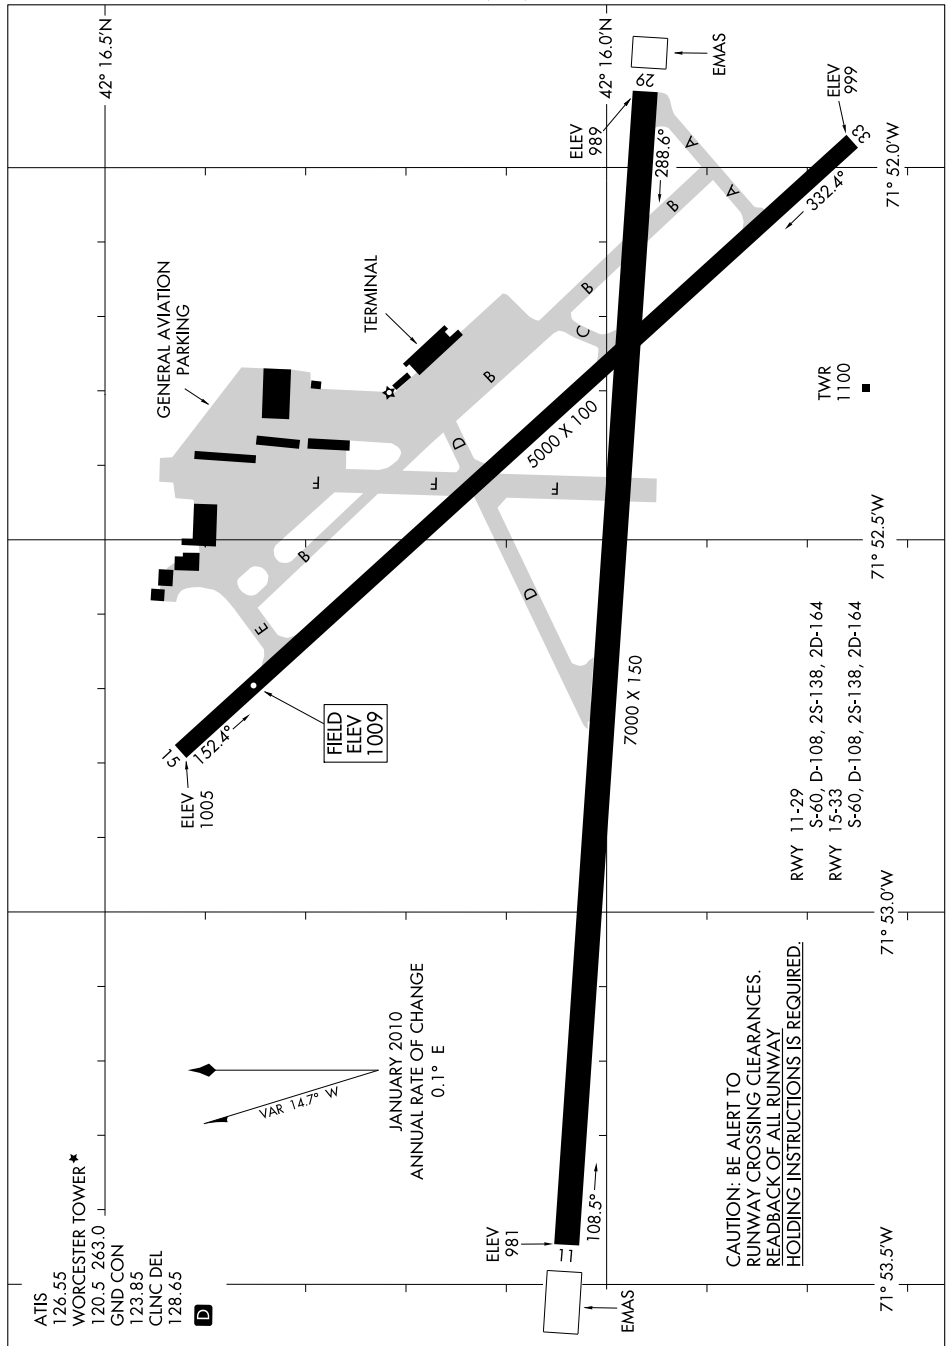 ATIS
126.55
WORCESTER TOWER★
120.5 263.0
GND CON
123.85
CLNC DEL
128.65
D
VAR 14.7° W
JANUARY 2010
ANNUAL RATE OF CHANGE
0.1° E
42° 16.5'N
42° 16.0'N
GENERAL AVIATION
PARKING
TERMINAL
ELEV
1005
15
152.4°
FIELD
ELEV
1009
E
B
F
D
B
F
C
B
F
D
B
A
A
5000 X 100
7000 X 150
ELEV
989
29
288.6°
EMAS
ELEV
999
33
332.4°
TWR
1100
ELEV
981
11
108.5°
EMAS
RWY 11-29
S-60, D-108, 2S-138, 2D-164
RWY 15-33
S-60, D-108, 2S-138, 2D-164
CAUTION: BE ALERT TO
RUNWAY CROSSING CLEARANCES.
READBACK OF ALL RUNWAY
HOLDING INSTRUCTIONS IS REQUIRED.
71° 53.5'W
71° 53.0'W
71° 52.5'W
71° 52.0'W